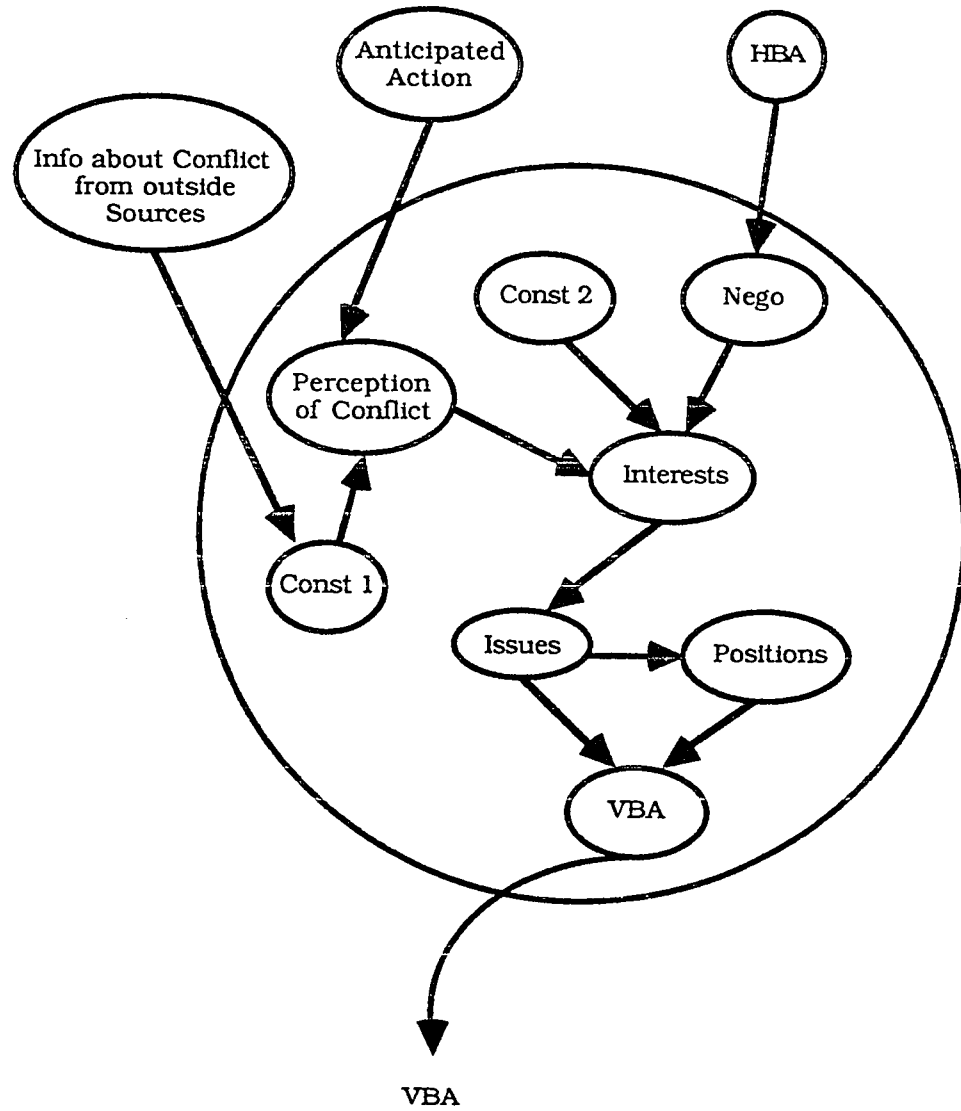 Anticipated
Action
HBA
Info about Conflict
from outside
Sources
Const 2
Nego
Perception
of Conflict
Interests
Const 1
Issues
Positions
VBA
VBA